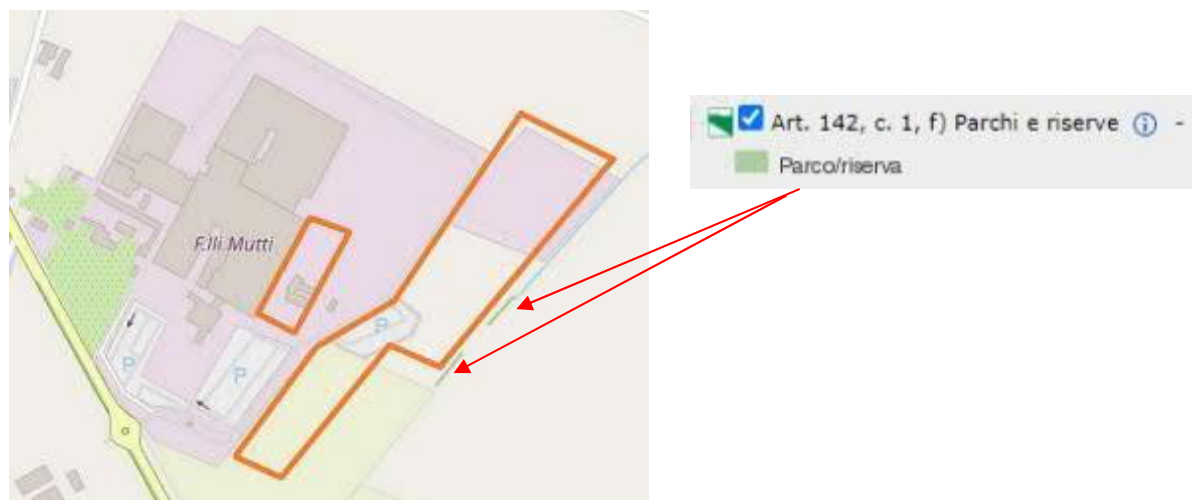 F.lli Mutti
P
P
P
Art. 142, c. 1, f) Parchi e riserve -
Parco/riserva